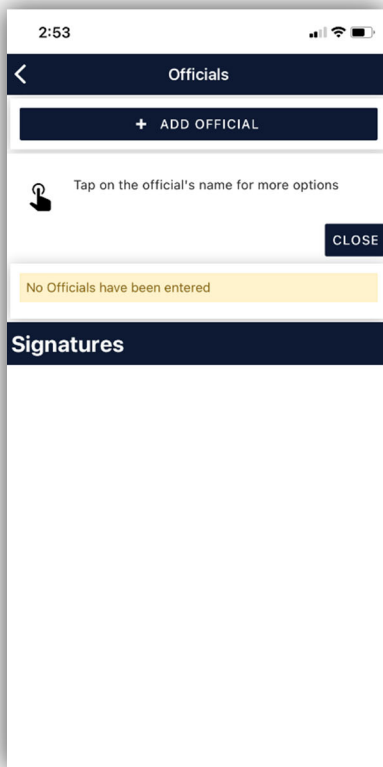 2:53
Officials
+ ADD OFFICIAL
Tap on the official's name for more options
CLOSE
No Officials have been entered
Signatures